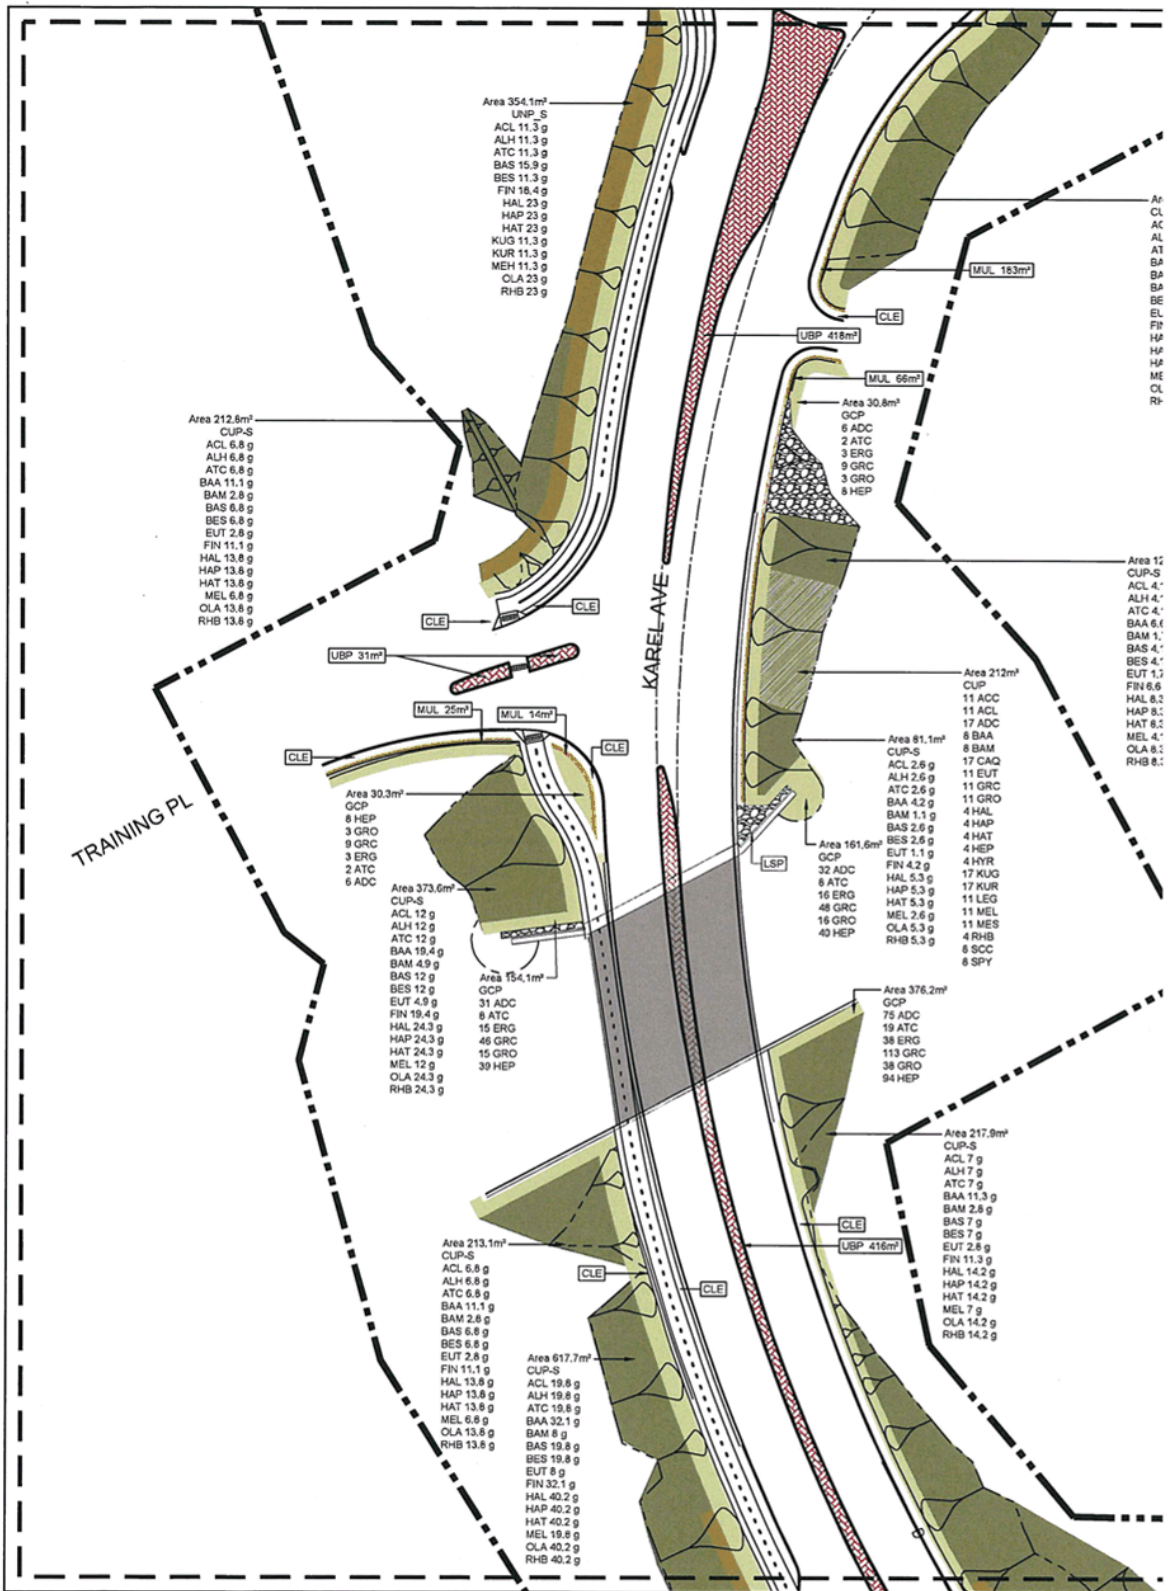 Area 354.1m²
UNP_S
ACL 11.3 g
ALH 11.3 g
ATC 11.3 g
BAS 15.9 g
BES 11.3 g
FIN 18.4 g
HAL 23 g
HAP 23 g
HAT 23 g
KUG 11.3 g
KUR 11.3 g
MEH 11.3 g
OLA 23 g
RHB 23 g
MUL 183m²
CLE
UBP 418m²
MUL 66m²
Area 30.8m²
GCP
6 ADC
2 ATC
3 ERG
9 GRC
3 GRO
8 HEP
Area 212.8m²
CUP-S
ACL 6.8 g
ALH 6.8 g
ATC 6.8 g
BAA 11.1 g
BAM 2.8 g
BAS 6.8 g
BES 6.8 g
EUT 2.8 g
FIN 11.1 g
HAL 13.8 g
HAP 13.8 g
HAT 13.8 g
MEL 6.8 g
OLA 13.8 g
RHB 13.8 g
CLE
CLE
UBP 31m²
KAREL AVE
MUL 25m²
MUL 14m²
CLE
CLE
TRAINING PL
Area 30.3m²
GCP
8 HEP
3 GRO
9 GRC
3 ERG
2 ATC
6 ADC
Area 373.6m²
CUP-S
ACL 12 g
ALH 12 g
ATC 12 g
BAA 19.4 g
BAM 4.9 g
BAS 12 g
BES 12 g
EUT 4.9 g
FIN 19.4 g
HAL 24.3 g
HAP 24.3 g
HAT 24.3 g
MEL 12 g
OLA 24.3 g
RHB 24.3 g
Area 154.1m²
GCP
31 ADC
8 ATC
15 ERG
46 GRC
15 GRO
39 HEP
LSP
Area 161.6m²
GCP
32 ADC
8 ATC
16 ERG
48 GRC
16 GRO
40 HEP
Area 81.1m²
CUP-S
ACL 2.6 g
ALH 2.6 g
ATC 2.6 g
BAA 4.2 g
BAM 1.1 g
BAS 2.6 g
BES 2.6 g
EUT 1.1 g
FIN 4.2 g
HAL 5.3 g
HAP 5.3 g
HAT 5.3 g
MEL 2.6 g
OLA 5.3 g
RHB 5.3 g
Area 212m²
CUP
11 ACC
11 ACL
17 ADC
8 BAA
8 BAM
17 CAQ
11 EUT
11 GRC
11 GRO
4 HAL
4 HAP
4 HAT
4 HEP
4 HYR
17 KUG
17 KUR
11 LEG
11 MEL
11 MES
4 RHB
6 SCC
8 SPY
CUP-S
Area 376.2m²
GCP
75 ADC
19 ATC
38 ERG
113 GRC
38 GRO
94 HEP
Area 217.9m²
CUP-S
ACL 7 g
ALH 7 g
ATC 7 g
BAA 11.3 g
BAM 2.8 g
BAS 7 g
BES 7 g
EUT 2.8 g
FIN 11.3 g
HAL 14.2 g
HAP 14.2 g
HAT 14.2 g
MEL 7 g
OLA 14.2 g
RHB 14.2 g
CLE
UBP 416m²
CLE
CLE
Area 213.1m²
CUP-S
ACL 6.8 g
ALH 6.8 g
ATC 6.8 g
BAA 11.1 g
BAM 2.8 g
BAS 6.8 g
BES 6.8 g
EUT 2.8 g
FIN 11.1 g
HAL 13.8 g
HAP 13.8 g
HAT 13.8 g
MEL 6.8 g
OLA 13.8 g
RHB 13.8 g
Area 617.7m²
CUP-S
ACL 19.8 g
ALH 19.8 g
ATC 19.8 g
BAA 32.1 g
BAM 8 g
BAS 19.8 g
BES 19.8 g
EUT 8 g
FIN 32.1 g
HAL 40.2 g
HAP 40.2 g
HAT 40.2 g
MEL 19.8 g
OLA 40.2 g
RHB 40.2 g